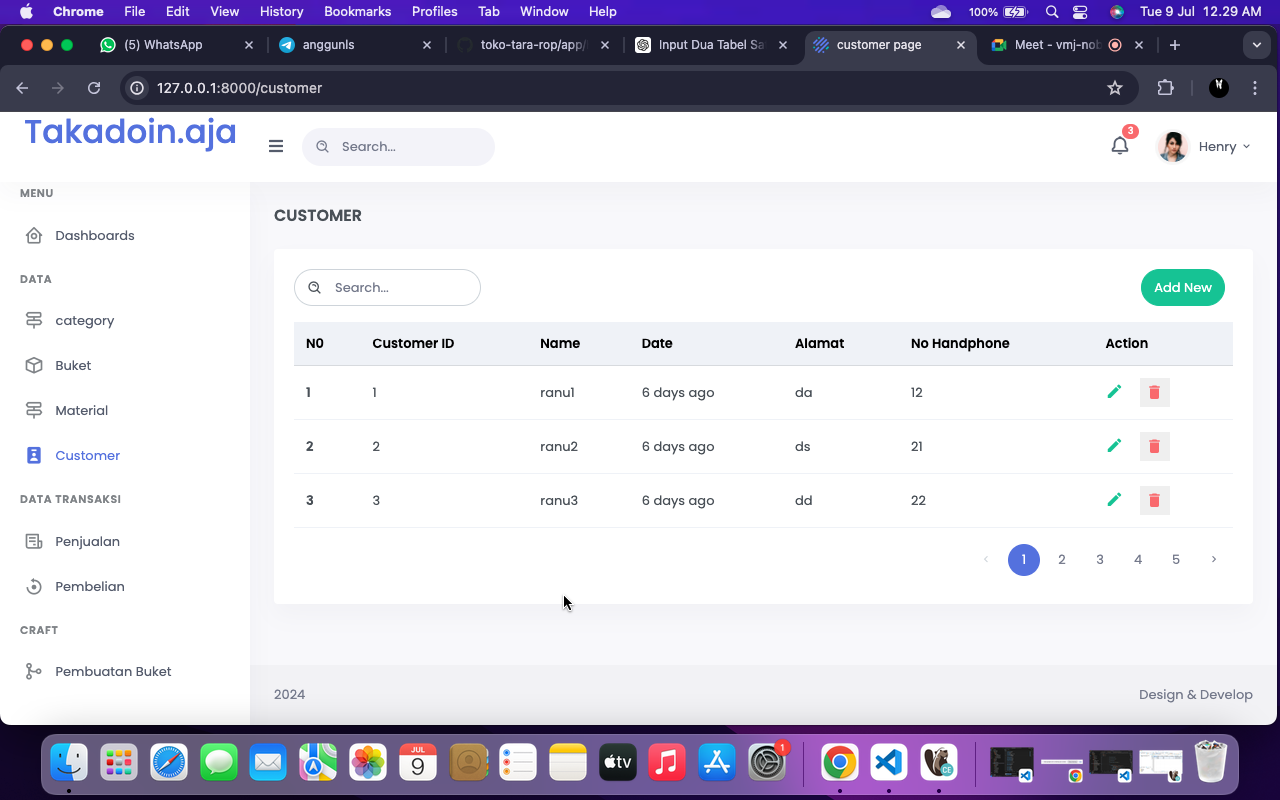 Chrome File Edit View History Bookmarks Profiles Tab Window Help 100% Tue 9 Jul 12.29 AM
(5) WhatsApp anggunls toko-tara-rop/app/ Input Dua Tabel Sa customer page Meet - vmj-nob
127.0.0.1:8000/customer
Takadoin.aja
Search...
3
Henry
MENU
Dashboards
DATA
category
Buket
Material
Customer
DATA TRANSAKSI
Penjualan
Pembelian
CRAFT
Pembuatan Buket
CUSTOMER
Search...
Add New
N0 Customer ID Name Date Alamat No Handphone Action
1 1 ranu1 6 days ago da 12
2 2 ranu2 6 days ago ds 21
3 3 ranu3 6 days ago dd 22
‹ 1 2 3 4 5 ›
2024
Design & Develop
JUL
9
tv
1
CE